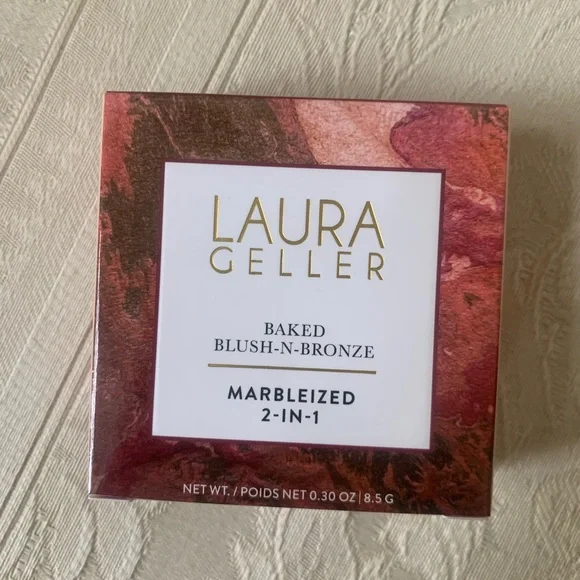 LAURA
GELLER
BAKED
BLUSH-N-BRONZE
MARBLEIZED
2-IN-1
NET WT. / POIDS NET 0.30 OZ | 8.5 G